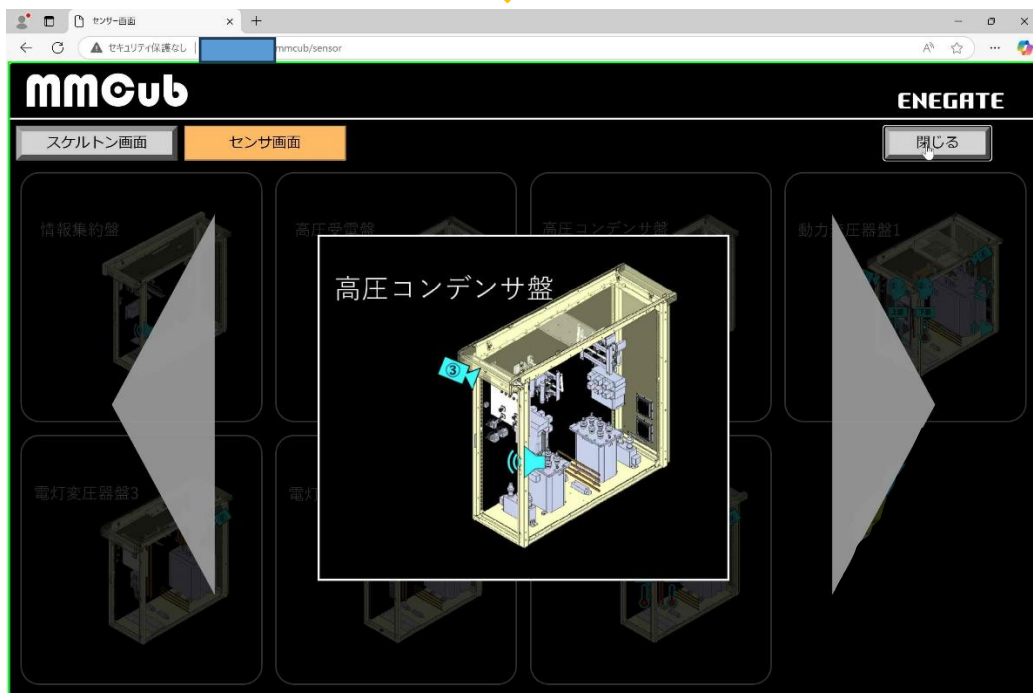 センサー画面
セキュリティ保護なし
mmcub/sensor
mmcub
ENEGATE
スケルトン画面
センサ画面
閉じる
情報集約盤
高圧受電盤
高圧コンデンサ盤
動力変圧器盤1
高圧コンデンサ盤
③
電灯変圧器盤3
電灯